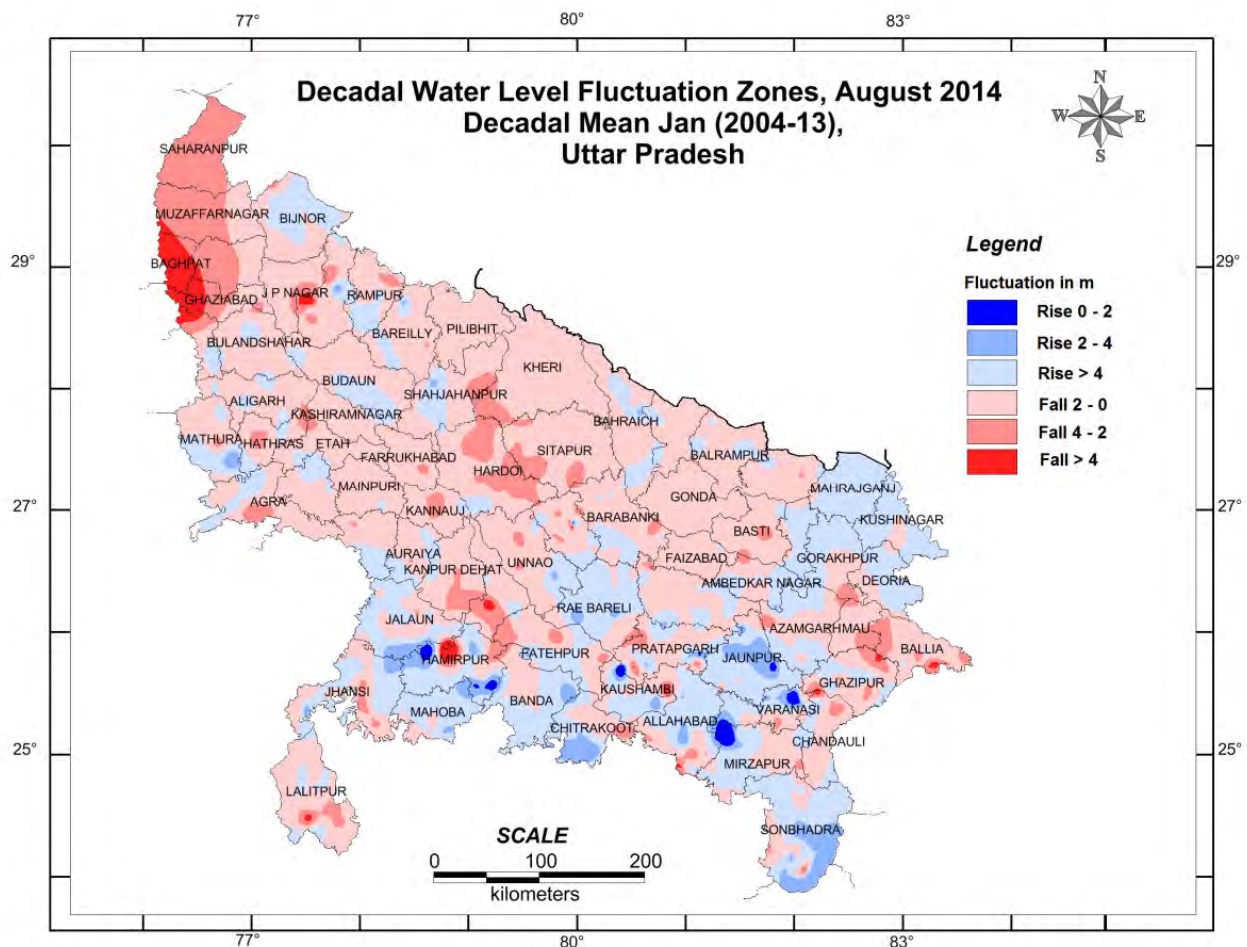 77°
80°
83°
Decadal Water Level Fluctuation Zones, August 2014
Decadal Mean Jan (2004-13),
Uttar Pradesh
N
W E
S
SAHARANPUR
MUZAFFARNAGAR
BIJNOR
Legend
29°
BAGHPAT
29°
GHAZIABAD
J P NAGAR
RAMPUR
Fluctuation in m
Rise 0 - 2
BULANDSHAHAR
BAREILLY
PILIBHIT
Rise 2 - 4
KHERI
Rise > 4
BUDAUN
SHAHJAHANPUR
ALIGARH
KASHIRAMNAGAR
Fall 2 - 0
BAHRAICH
MATHURA
HATHRAS
ETAH
Fall 4 - 2
FARRUKHABAD
SITAPUR
BALRAMPUR
Fall > 4
HARDOI
MAINPURI
GONDA
MAHRAJGANJ
27°
AGRA
KANNAUJ
BARABANKI
KUSHINAGAR
27°
BASTI
AURAIYA
UNNAO
FAIZABAD
GORAKHPUR
KANPUR DEHAT
AMBEDKAR NAGAR
DEORIA
RAE BARELI
JALAUN
AZAMGARH
MAU
HAMIRPUR
FATEHPUR
PRATAPGARH
JAUNPUR
BALLIA
JHANSI
KAUSHAMBI
GHAZIPUR
MAHOBA
BANDA
VARANASI
CHITRAKOOT
ALLAHABAD
CHANDAULI
25°
MIRZAPUR
25°
LALITPUR
SCALE
SONBHADRA
0 100 200
kilometers
77°
80°
83°